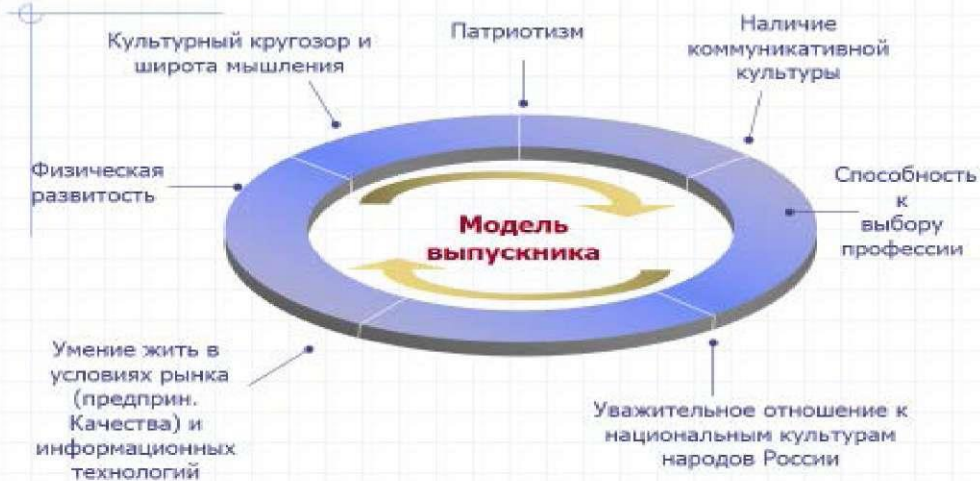 Культурный кругозор и
широта мышления
Патриотизм
Наличие
коммуникативной
культуры
Физическая
развитость
Способность
к
выбору
профессии
Модель
выпускника
Умение жить в
условиях рынка
(предприн.
Качества) и
информационных
технологий
Уважительное отношение к
национальным культурам
народов России